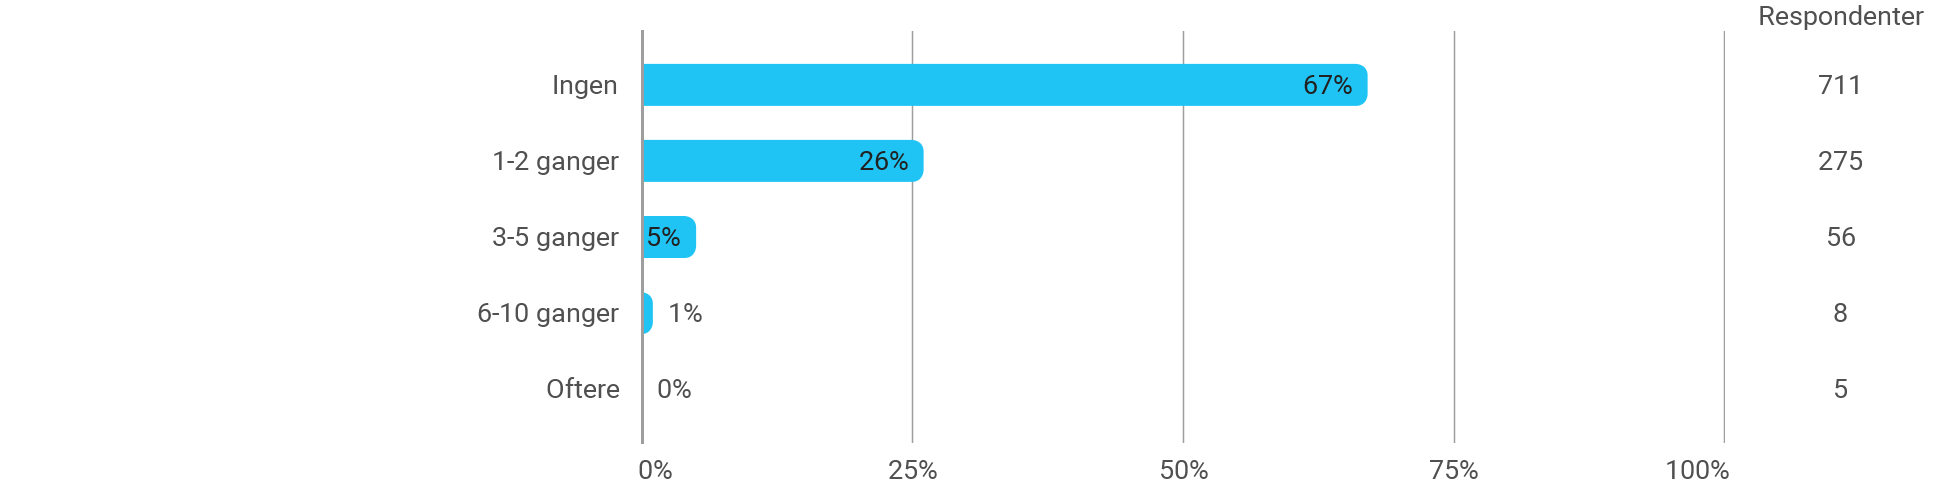 Respondenter
Ingen 67% 711
1-2 ganger 26% 275
3-5 ganger 5% 56
6-10 ganger 1% 8
Oftere 0% 5
0% 25% 50% 75% 100%